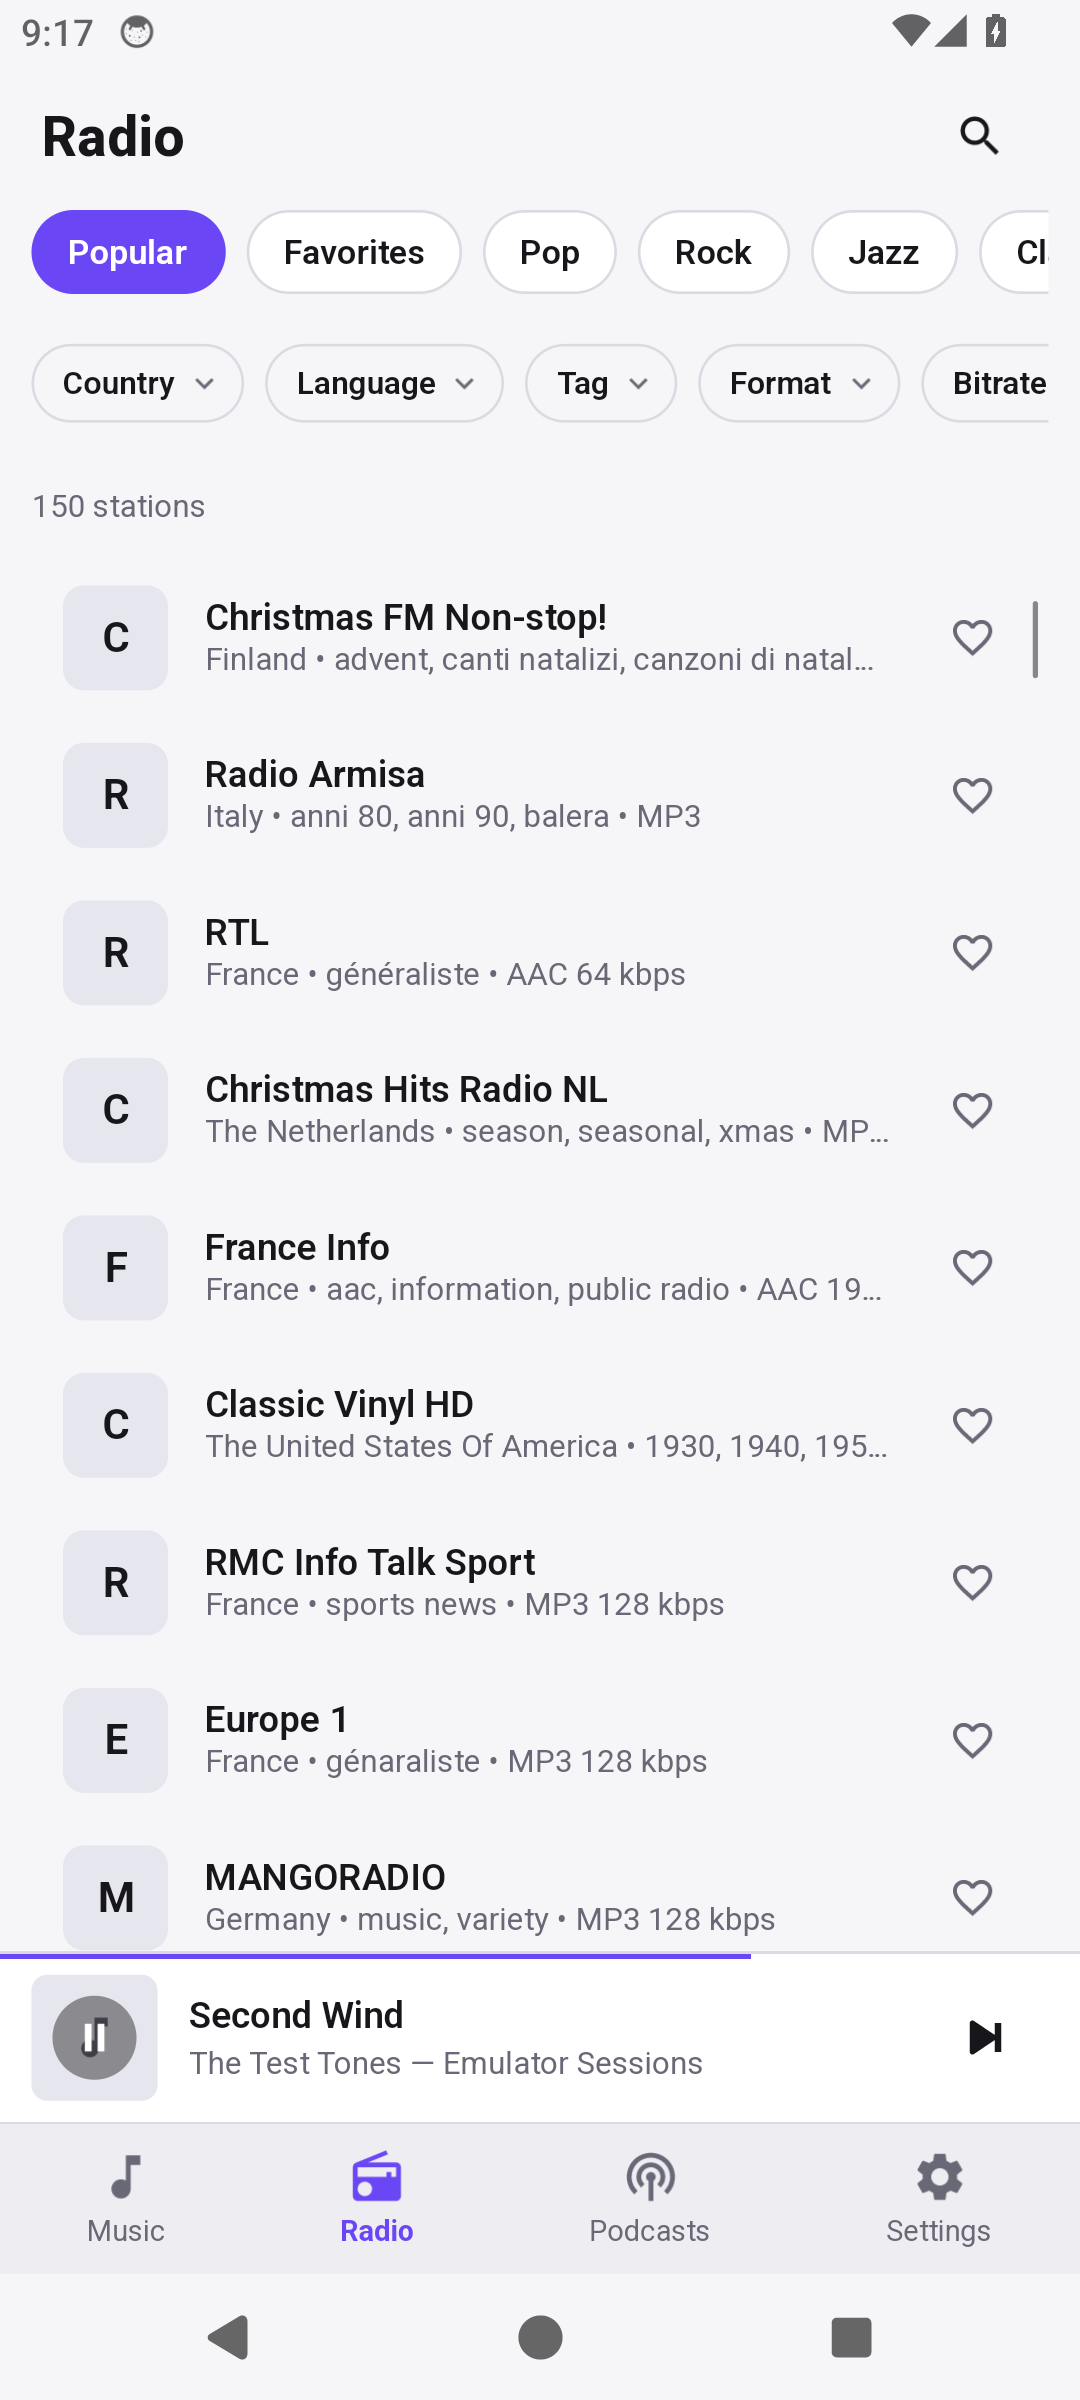 9:17
Radio
Popular Favorites Pop Rock Jazz Cl
Country Language Tag Format Bitrate
150 stations
C Christmas FM Non-stop!
Finland • advent, canti natalizi, canzoni di natal...
R Radio Armisa
Italy • anni 80, anni 90, balera • MP3
R RTL
France • généraliste • AAC 64 kbps
C Christmas Hits Radio NL
The Netherlands • season, seasonal, xmas • MP...
F France Info
France • aac, information, public radio • AAC 19...
C Classic Vinyl HD
The United States Of America • 1930, 1940, 195...
R RMC Info Talk Sport
France • sports news • MP3 128 kbps
E Europe 1
France • génaraliste • MP3 128 kbps
M MANGORADIO
Germany • music, variety • MP3 128 kbps
Second Wind
The Test Tones — Emulator Sessions
Music Radio Podcasts Settings